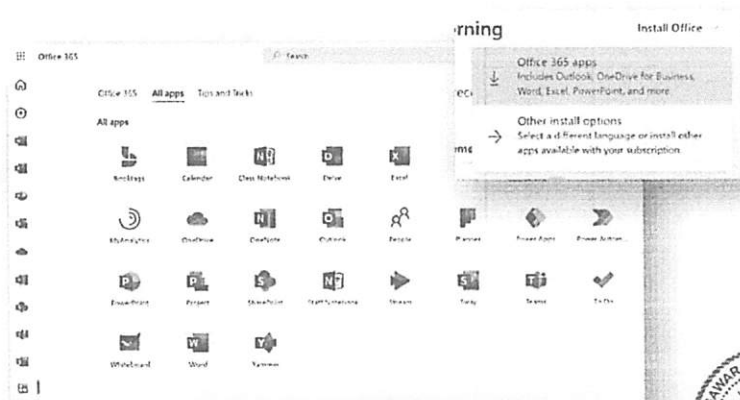 rning
Install Office
Office 365
Search
Office 365 apps
Includes Outlook, OneDrive for Business,
Word, Excel, PowerPoint, and more.
Other install options
Select a different language or install other
apps available with your subscription.
Office 365 All apps Tips and Tricks
All apps
Bookings Calendar Class Notebook Excel
MyAnalytics OneDrive OneNote Outlook People Planner Power Apps Power Autom...
PowerPoint Project SharePoint Staff Notebook Stream Sway Teams To Do
Whiteboard Word Yammer
AWAR